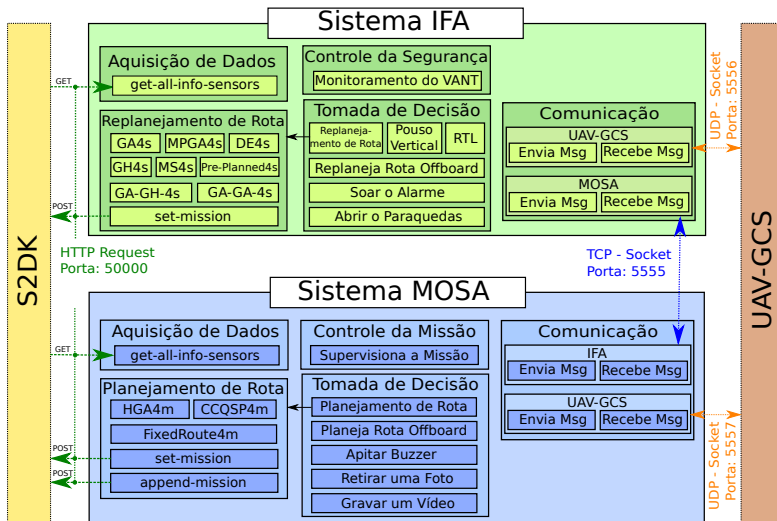 Sistema IFA
Aquisição de Dados
get-all-info-sensors
Controle da Segurança
Monitoramento do VANT
Replanejamento de Rota
GA4s
MPGA4s
DE4s
GH4s
MS4s
Pre-Planned4s
GA-GH-4s
GA-GA-4s
set-mission
Tomada de Decisão
Replaneja-
mento de Rota
Pouso
Vertical
RTL
Replaneja Rota Offboard
Soar o Alarme
Abrir o Paraquedas
Comunicação
UAV-GCS
Envia Msg
Recebe Msg
MOSA
Envia Msg
Recebe Msg
GET
POST
HTTP Request
Porta: 50000
S2DK
UDP - Socket
Porta: 5556
TCP - Socket
Porta: 5555
UAV-GCS
Sistema MOSA
Aquisição de Dados
get-all-info-sensors
Controle da Missão
Supervisiona a Missão
Planejamento de Rota
HGA4m
CCQSP4m
FixedRoute4m
set-mission
append-mission
Tomada de Decisão
Planejamento de Rota
Planeja Rota Offboard
Apitar Buzzer
Retirar uma Foto
Gravar um Vídeo
Comunicação
IFA
Envia Msg
Recebe Msg
UAV-GCS
Envia Msg
Recebe Msg
GET
POST
POST
UDP - Socket
Porta: 5557